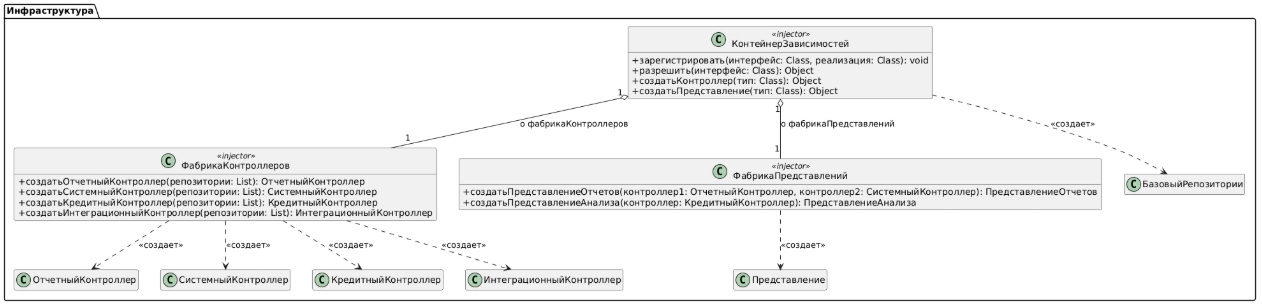 Инфраструктура
C
«injector»
КонтейнерЗависимостей
+зарегистрировать(интерфейс: Class, реализация: Class): void
+разрешить(интерфейс: Class): Object
+создатьКонтроллер(тип: Class): Object
+создатьПредставление(тип: Class): Object
1
1
о фабрикаКонтроллеров
1
о фабрикаПредставлений
1
«создает»
C
«injector»
ФабрикаКонтроллеров
+создатьОтчетныйКонтроллер(репозитории: List): ОтчетныйКонтроллер
+создатьСистемныйКонтроллер(репозитории: List): СистемныйКонтроллер
+создатьКредитныйКонтроллер(репозитории: List): КредитныйКонтроллер
+создатьИнтеграционныйКонтроллер(репозитории: List): ИнтеграционныйКонтроллер
C
«injector»
ФабрикаПредставлений
+создатьПредставлениеОтчетов(контроллер1: ОтчетныйКонтроллер, контроллер2: СистемныйКонтроллер): ПредставлениеОтчетов
+создатьПредставлениеАнализа(контроллер: КредитныйКонтроллер): ПредставлениеАнализа
C БазовыйРепозитории
«создает»
«создает»
«создает»
«создает»
«создает»
C ОтчетныйКонтроллер
C СистемныйКонтроллер
C КредитныйКонтроллер
C ИнтеграционныйКонтроллер
C Представление